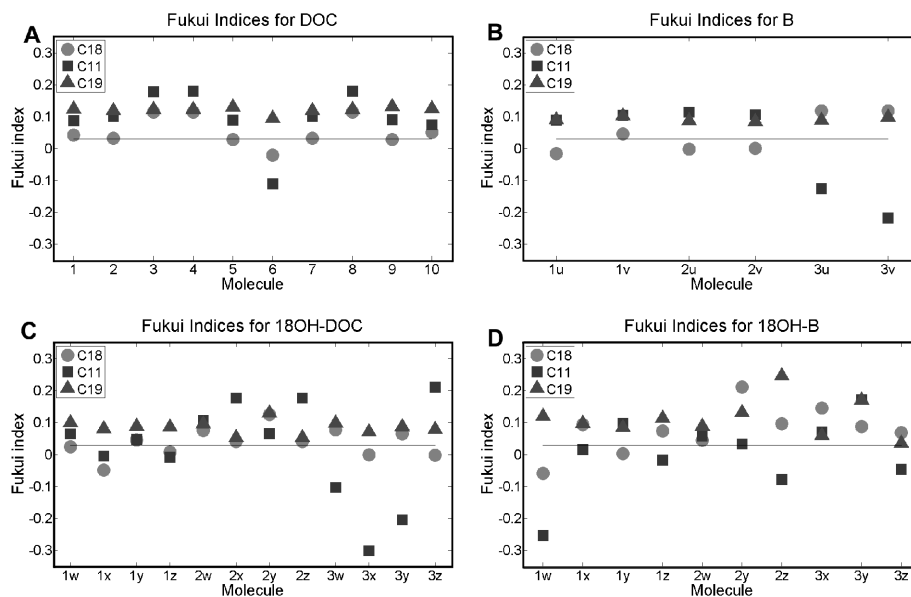 A
Fukui Indices for DOC
C18
C11
C19
Fukui index
0.3
0.2
0.1
0
-0.1
-0.2
-0.3
1 2 3 4 5 6 7 8 9 10
Molecule
B
Fukui Indices for B
C18
C11
C19
Fukui index
0.3
0.2
0.1
0
-0.1
-0.2
-0.3
1u 1v 2u 2v 3u 3v
Molecule
C
Fukui Indices for 18OH-DOC
C18
C11
C19
Fukui index
0.3
0.2
0.1
0
-0.1
-0.2
-0.3
1w 1x 1y 1z 2w 2x 2y 2z 3w 3x 3y 3z
Molecule
D
Fukui Indices for 18OH-B
C18
C11
C19
Fukui index
0.3
0.2
0.1
0
-0.1
-0.2
-0.3
1w 1x 1y 1z 2w 2y 2z 3x 3y 3z
Molecule